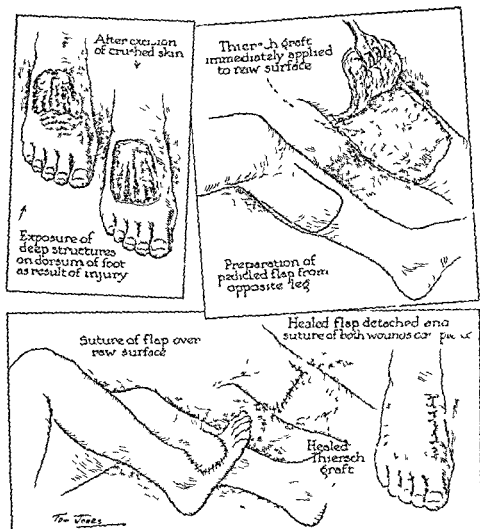 After excision
of crushed skin
Exposure of
deep structures
on dorsum of foot
as result of injury
Thiersch graft
immediately applied
to raw surface
Preparation of
pedicled flap from
opposite leg
Suture of flap over
raw surface
Healed flap detached and
suture of both wounds
Healed
Thiersch
graft
Tom Jones